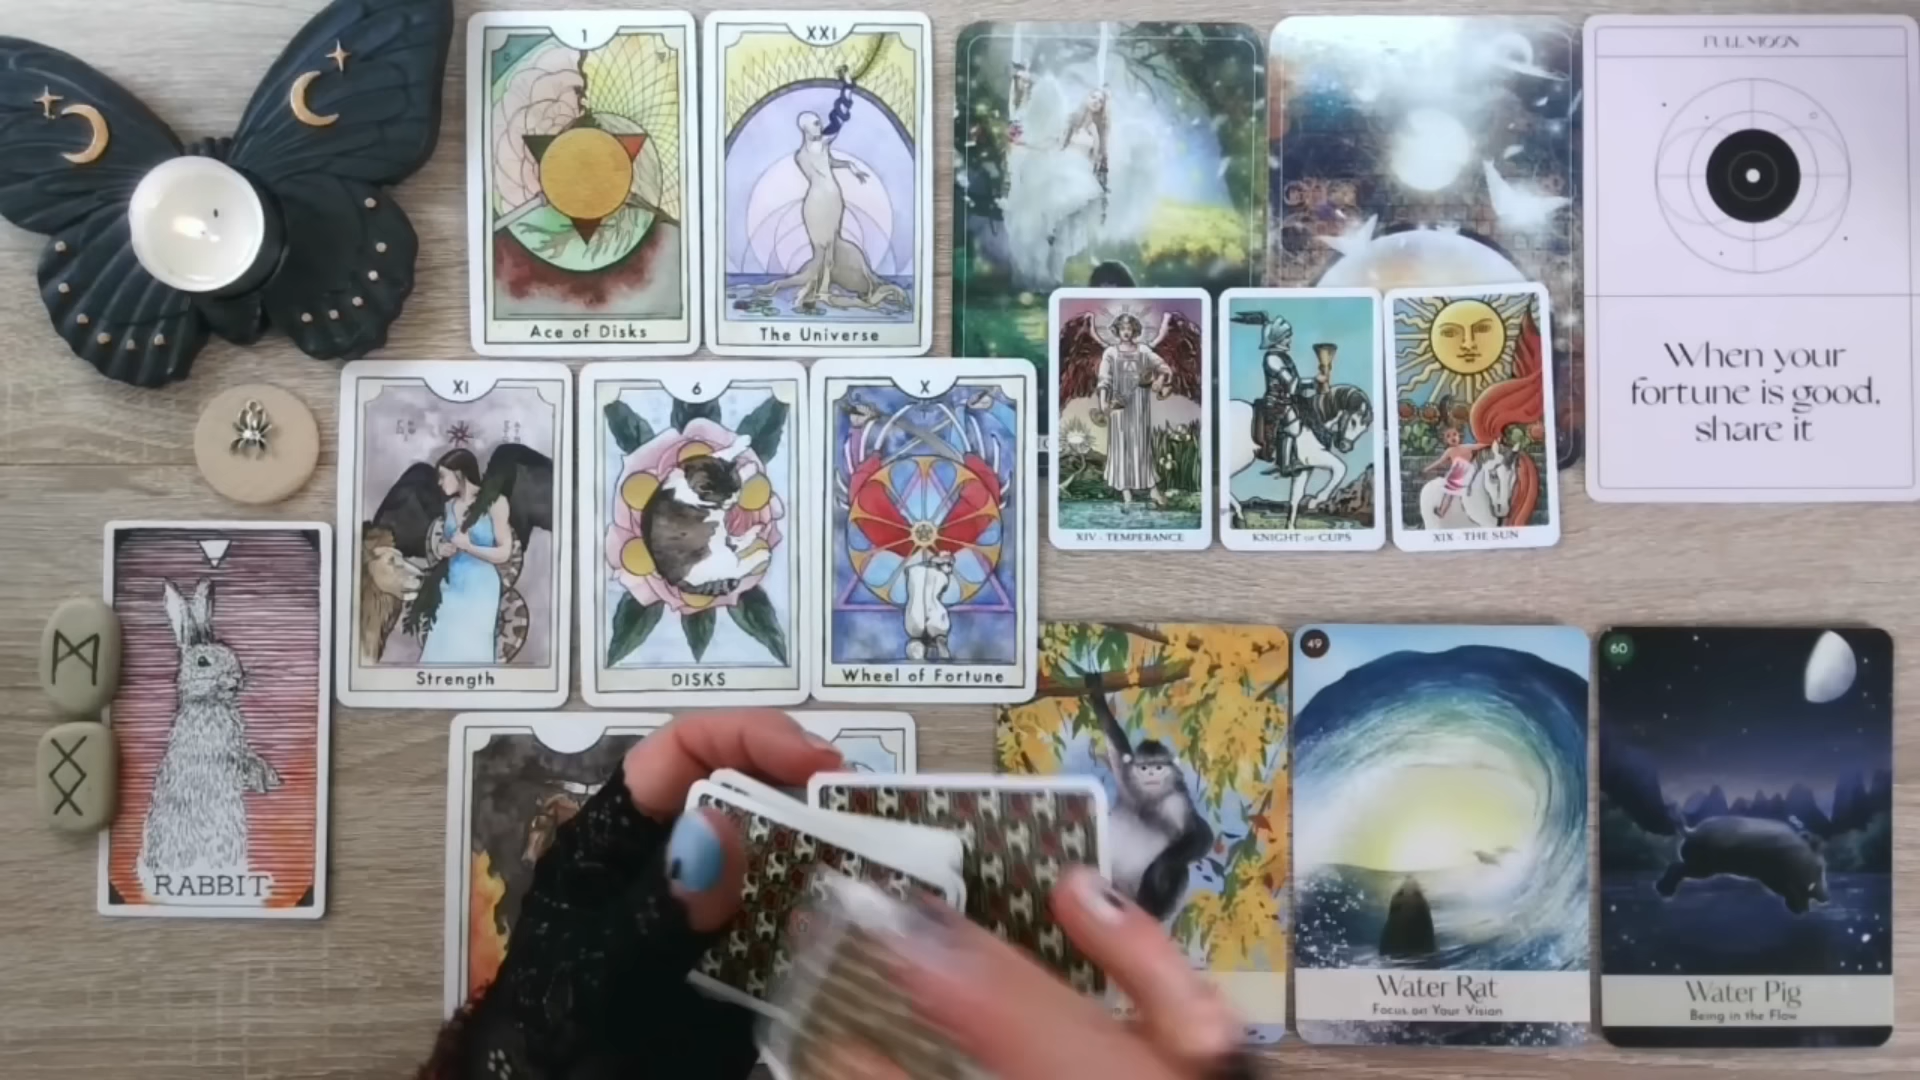 1
Ace of Disks
XXI
The Universe
FULL MOON
When your
fortune is good,
share it
XI
Strength
6
DISKS
X
Wheel of Fortune
XIV · TEMPERANCE
KNIGHT OF CUPS
XIX · THE SUN
RABBIT
49
Water Rat
Focus on Your Vision
60
Water Pig
Being in the Flow